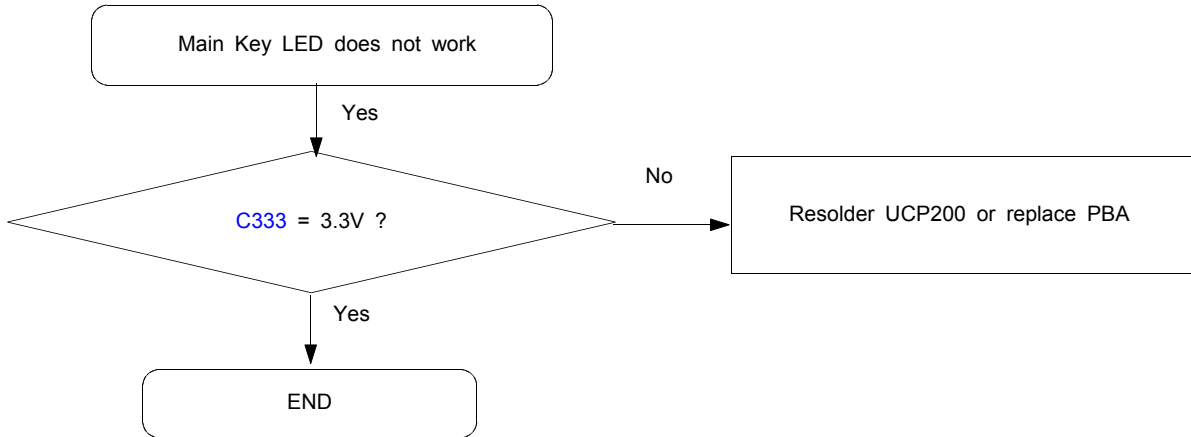 Main Key LED does not work
Yes
No
C333 = 3.3V ?
Resolder UCP200 or replace PBA
Yes
END